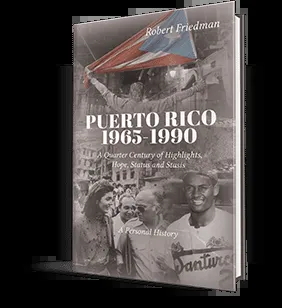 Robert Friedman
PUERTO RICO
1965-1990
A Quarter Century of Highlights,
Hope, Status and Stasis
A Personal History
Santurce